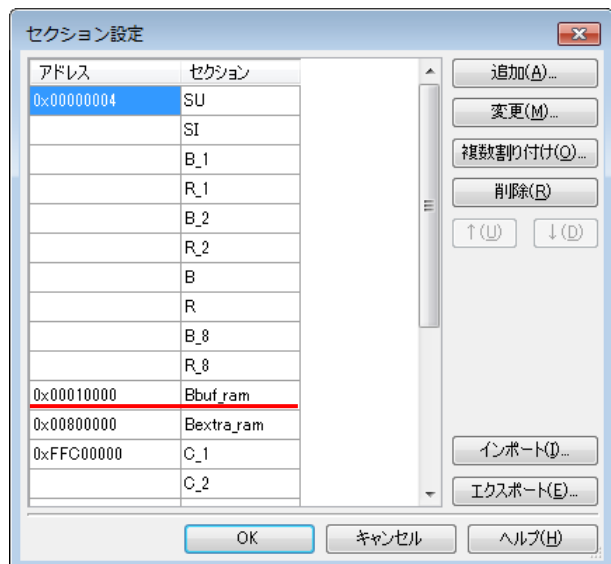 セクション設定
アドレス セクション
0x00000004 SU
SI
B_1
R_1
B_2
R_2
B
R
B_8
R_8
0x00010000 Bbuf_ram
0x00800000 Bextra_ram
0xFFC00000 C_1
C_2
追加(A)...
変更(M)...
複数割り付け(O)...
削除(R)
↑(U) ↓(D)
インポート(I)...
エクスポート(E)...
OK キャンセル ヘルプ(H)